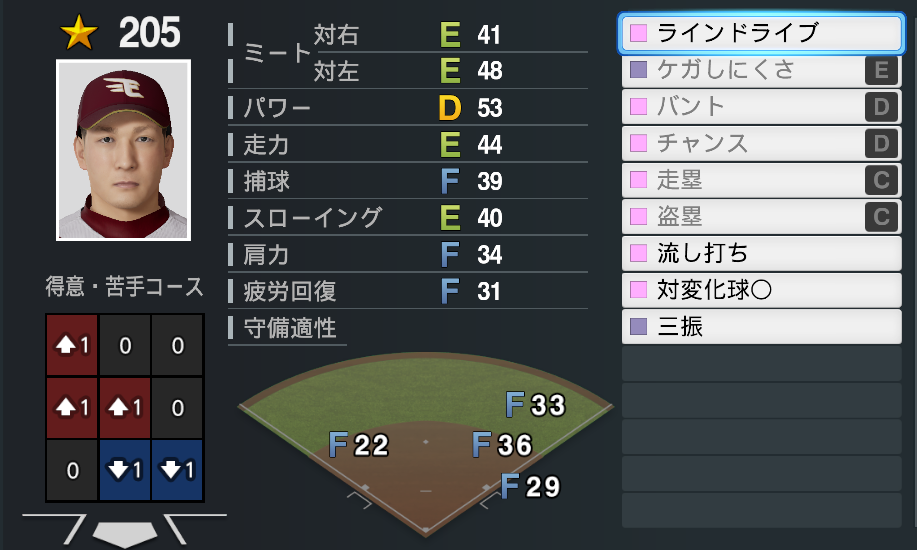 205
ミート
対右 E 41
対左 E 48
パワー D 53
走力 E 44
捕球 F 39
スローイング E 40
肩力 F 34
疲労回復 F 31
守備適性
得意・苦手コース
1 0 0
1 1 0
0 1 1
F 33
F 22 F 36
F 29
ラインドライブ
ケガしにくさ E
バント D
チャンス D
走塁 C
盗塁 C
流し打ち
対変化球○
三振